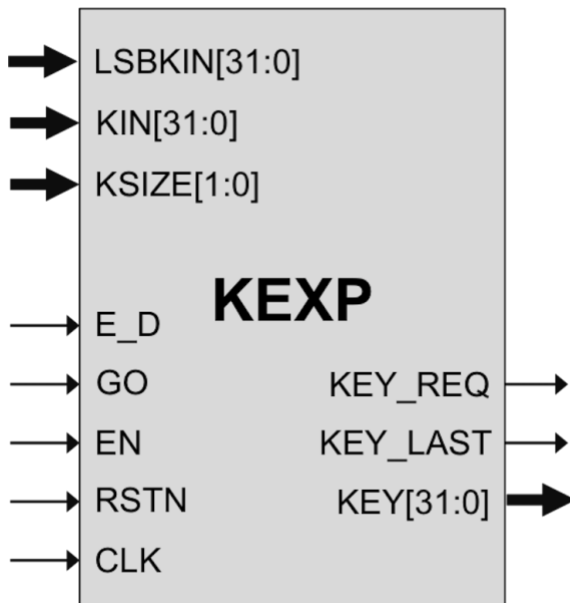 LSBKIN[31:0]
KIN[31:0]
KSIZE[1:0]
KEXP
E_D
GO
KEY_REQ
EN
KEY_LAST
RSTN
KEY[31:0]
CLK